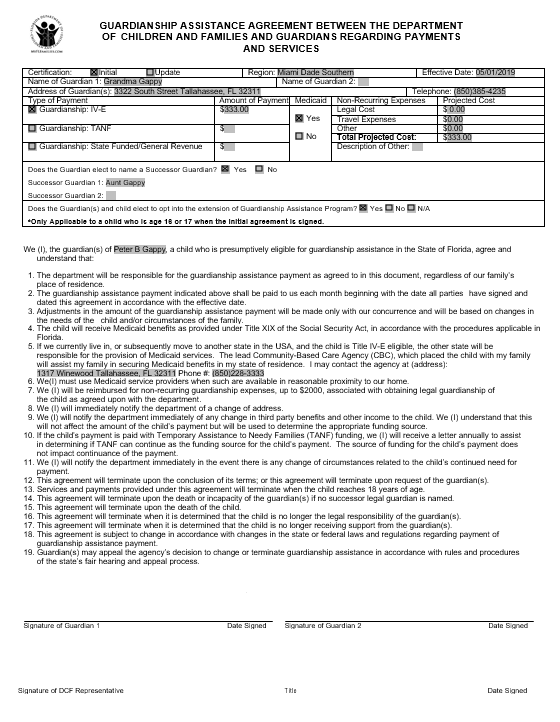 GUARDIANSHIP ASSISTANCE AGREEMENT BETWEEN THE DEPARTMENT
OF CHILDREN AND FAMILIES AND GUARDIANS REGARDING PAYMENTS
AND SERVICES
Certification: Initial Update Region: Miami Dade Southern Effective Date: 05/01/2019
Name of Guardian 1: Grandma Gappy Name of Guardian 2:
Address of Guardian(s): 3322 South Street Tallahassee, FL 32311 Telephone: (850)385-4235
Type of Payment Amount of Payment Medicaid Non-Recurring Expenses Projected Cost
Guardianship: IV-E $333.00 Yes Legal Cost $ 0.00
Travel Expenses $0.00
Guardianship: TANF $ No Other $0.00
Total Projected Cost: $333.00
Guardianship: State Funded/General Revenue $ Description of Other:
Does the Guardian elect to name a Successor Guardian? Yes No
Successor Guardian 1: Aunt Gappy
Successor Guardian 2:
Does the Guardian(s) and child elect to opt into the extension of Guardianship Assistance Program? Yes No N/A
*Only Applicable to a child who is age 16 or 17 when the initial agreement is signed.
We (I), the guardian(s) of Peter B Gappy, a child who is presumptively eligible for guardianship assistance in the State of Florida, agree and
understand that:
1. The department will be responsible for the guardianship assistance payment as agreed to in this document, regardless of our family's
place of residence.
2. The guardianship payment indicated above shall be paid to us each month beginning with the date all parties have signed and
dated this agreement in accordance with the effective date.
3. Adjustments in the amount of the guardianship payment will be made only with our concurrence and will be based on changes in
the needs of the child and/or circumstances of the family.
4. The child will receive Medicaid benefits as provided under Title XIX of the Social Security Act, in accordance with the procedures applicable in
Florida.
5. If we currently live in, or subsequently move to another state in the USA, and the child is Title IV-E eligible, the other state will be
responsible for the provision of Medicaid services. The lead Community-Based Care Agency (CBC), which placed the child with my family
will assist my family in securing Medicaid benefits in my state of residence. I may contact the agency at (address):
1317 Winewood Tallahassee, FL 32311 Phone #: (850)228-3333
6. We(I) must use Medicaid service providers when such are available in reasonable proximity to our home.
7. We (I) will be reimbursed for non-recurring guardianship expenses, up to $2000, associated with obtaining legal guardianship of
the child as agreed upon with the department.
8. We (I) will immediately notify the department of a change of address.
9. We (I) will notify the department immediately of any change in third party benefits and other income to the child. We (I) understand that this
will not affect the amount of the child's payment but will be used to determine the appropriate funding source.
10. If the child's payment is paid with Temporary Assistance to Needy Families (TANF) funding, we (I) will receive a letter annually to assist
in determining if TANF can continue as the funding source for the child's payment. The source of funding for the child's payment does
not impact continuance of the payment.
11. We (I) will notify the department immediately in the event there is any change of circumstances related to the child's continued need for
payment.
12. This agreement will terminate upon the conclusion of its terms; or this agreement will terminate upon request of the guardian(s).
13. Services and payments provided under this agreement will terminate when the child reaches 18 years of age.
14. This agreement will terminate upon the death or incapacity of the guardian(s) if no successor legal guardian is named.
15. This agreement will terminate upon the death of the child.
16. This agreement will terminate when it is determined that the child is no longer the legal responsibility of the guardian(s).
17. This agreement will terminate when it is determined that the child is no longer receiving support from the guardian(s).
18. This agreement is subject to change in accordance with changes in the state or federal laws and regulations regarding payment of
guardianship assistance payment.
19. Guardian(s) may appeal the agency's decision to change or terminate guardianship assistance in accordance with rules and procedures
of the state's fair hearing and appeal process.
Signature of Guardian 1 Date Signed Signature of Guardian 2 Date Signed
Signature of DCF Representative Title Date Signed